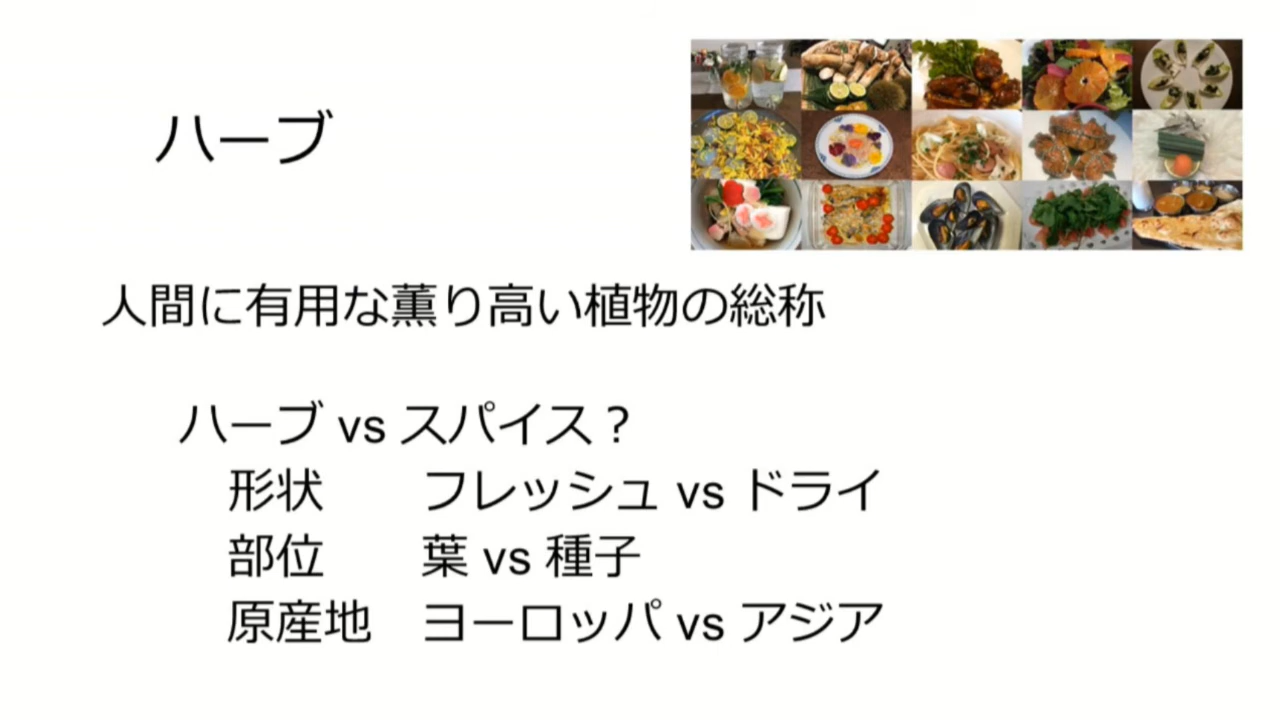 ハーブ
人間に有用な薫り高い植物の総称
ハーブ vs スパイス？
形状　　フレッシュ vs ドライ
部位　　葉 vs 種子
原産地　ヨーロッパ vs アジア